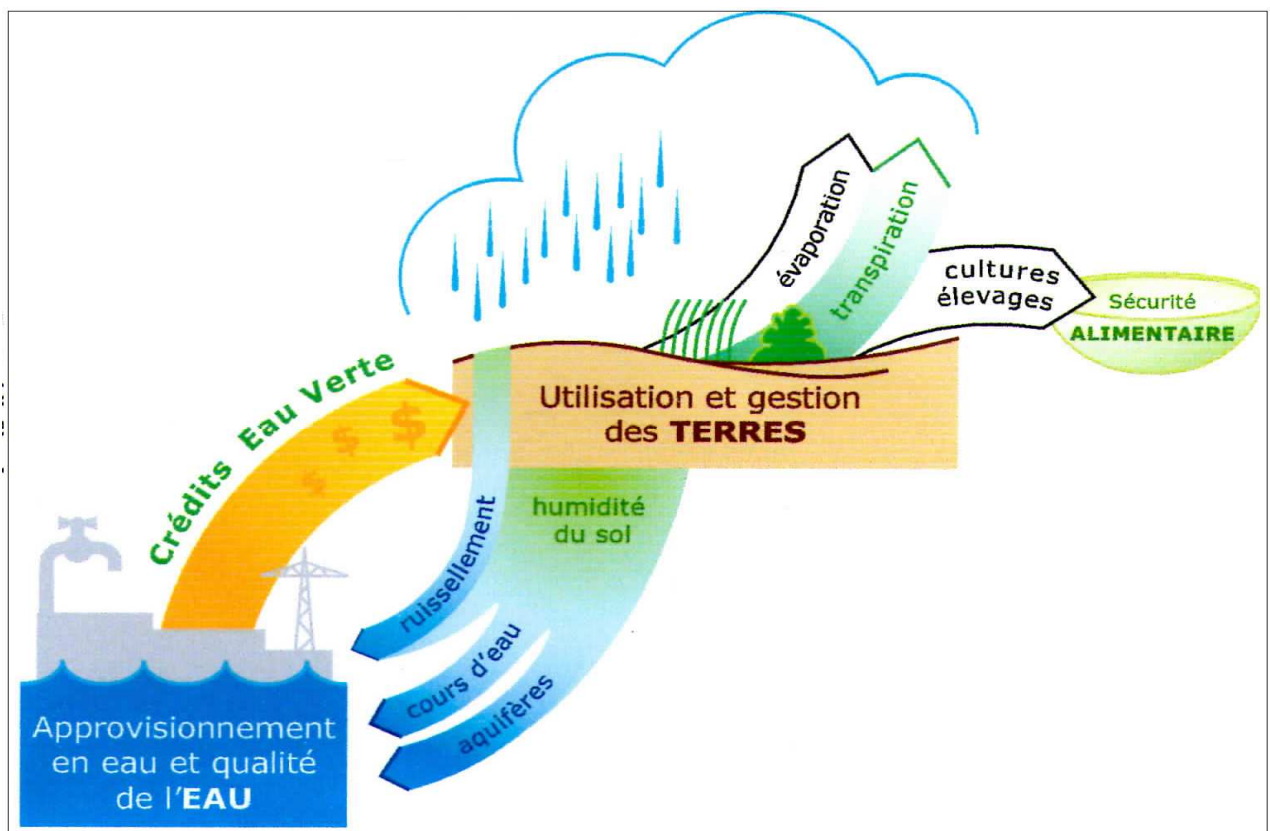 évaporation
transpiration
cultures
élevages
Sécurité
ALIMENTAIRE
Crédits Eau Verte
$ $ $
Utilisation et gestion
des TERRES
humidité
du sol
ruissellement
cours d'eau
aquifères
Approvisionnement
en eau et qualité
de l'EAU